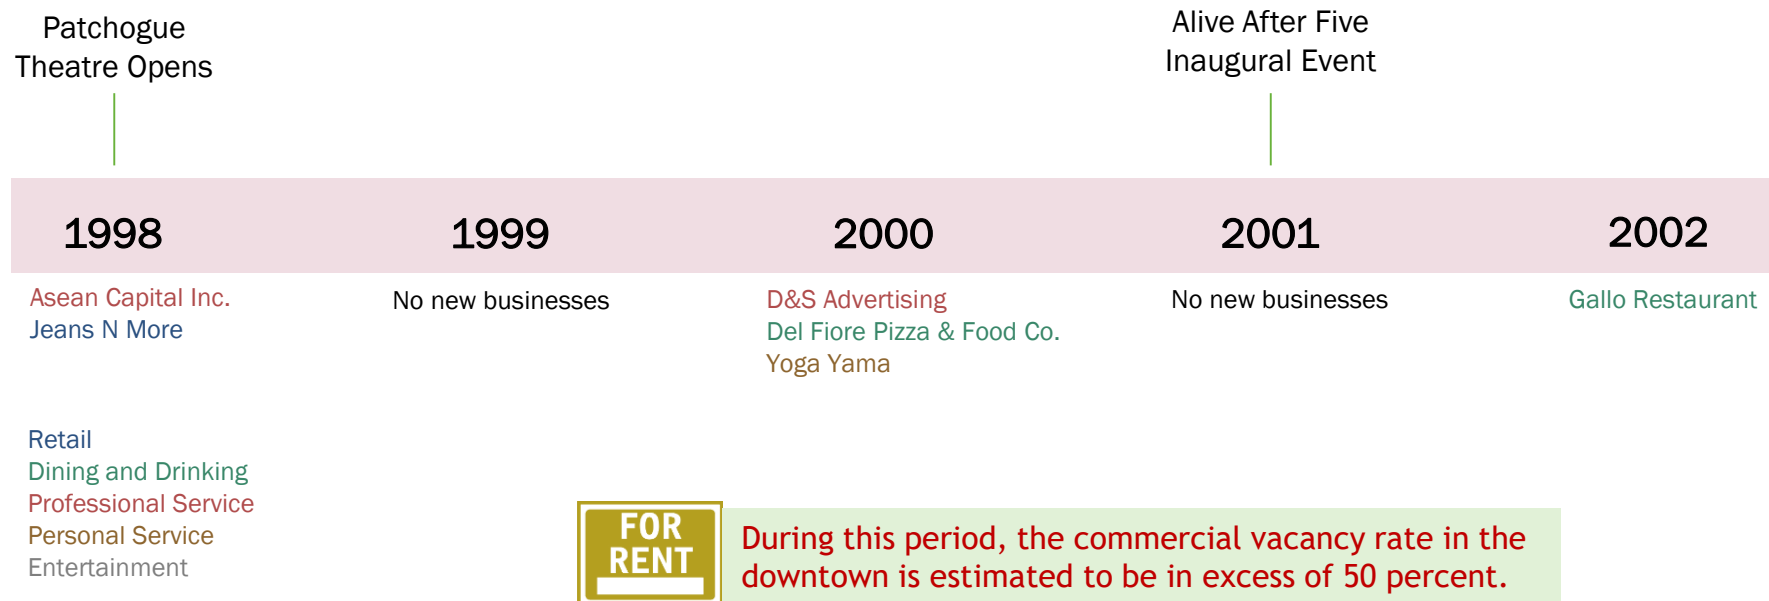 Patchogue
Theatre Opens
Alive After Five
Inaugural Event
1998
1999
2000
2001
2002
Asean Capital Inc.
Jeans N More
No new businesses
D&S Advertising
Del Fiore Pizza & Food Co.
Yoga Yama
No new businesses
Gallo Restaurant
Retail
Dining and Drinking
Professional Service
Personal Service
Entertainment
FOR
RENT
During this period, the commercial vacancy rate in the
downtown is estimated to be in excess of 50 percent.